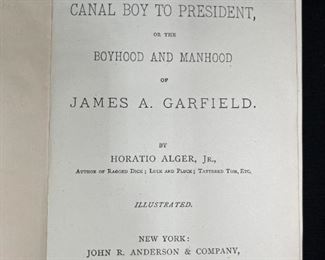 CANAL BOY TO PRESIDENT,
OR THE
BOYHOOD AND MANHOOD
OF
JAMES A. GARFIELD.
BY
HORATIO ALGER, JR.,
AUTHOR OF RAGGED DICK; LUCK AND PLUCK; TATTERED TOM, ETC.
ILLUSTRATED.
NEW YORK:
JOHN R. ANDERSON & COMPANY,